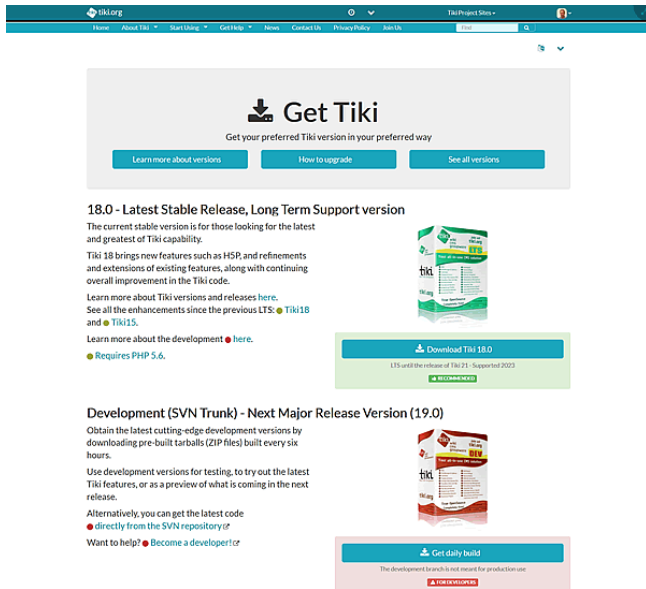 tiki.org
Tiki Project Sites
Home About Tiki Start Using Get Help News Contact Us Privacy Policy Join Us Find
Get Tiki
Get your preferred Tiki version in your preferred way
Learn more about versions How to upgrade See all versions
18.0 - Latest Stable Release, Long Term Support version
The current stable version is for those looking for the latest
and greatest of Tiki capability.
Tiki 18 brings new features such as H5P, and refinements
and extensions of existing features, along with continuing
overall improvement in the Tiki code.
Learn more about Tiki versions and releases here.
See all the enhancements since the previous LTS: Tiki18
and Tiki15.
Learn more about the development here.
Requires PHP 5.6.
LTS
tiki
Download Tiki 18.0
LTS until the release of Tiki 21 - Supported 2023
RECOMMENDED
Development (SVN Trunk) - Next Major Release Version (19.0)
Obtain the latest cutting-edge development versions by
downloading pre-built tarballs (ZIP files) built every six
hours.
Use development versions for testing, to try out the latest
Tiki features, or as a preview of what is coming in the next
release.
Alternatively, you can get the latest code
directly from the SVN repository
Want to help? Become a developer!
DEV
tiki
Get daily build
The development branch is not meant for production use
FOR DEVELOPERS